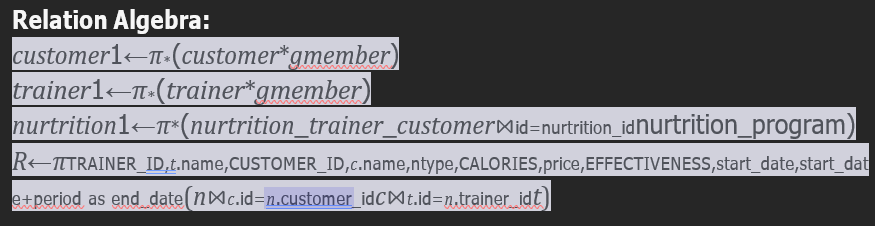 Relation Algebra:
customer1←π*(customer*gmember)
trainer1←π*(trainer*gmember)
nurtrition1←π*(nurtrition_trainer_customer⋈id=nurtrition_idnurtrition_program)
R←πTRAINER_ID,t.name,CUSTOMER_ID,c.name,ntype,CALORIES,price,EFFECTIVENESS,start_date,start_dat
e+period as end_date(n⋈c.id=n.customer_idc⋈t.id=n.trainer_idt)